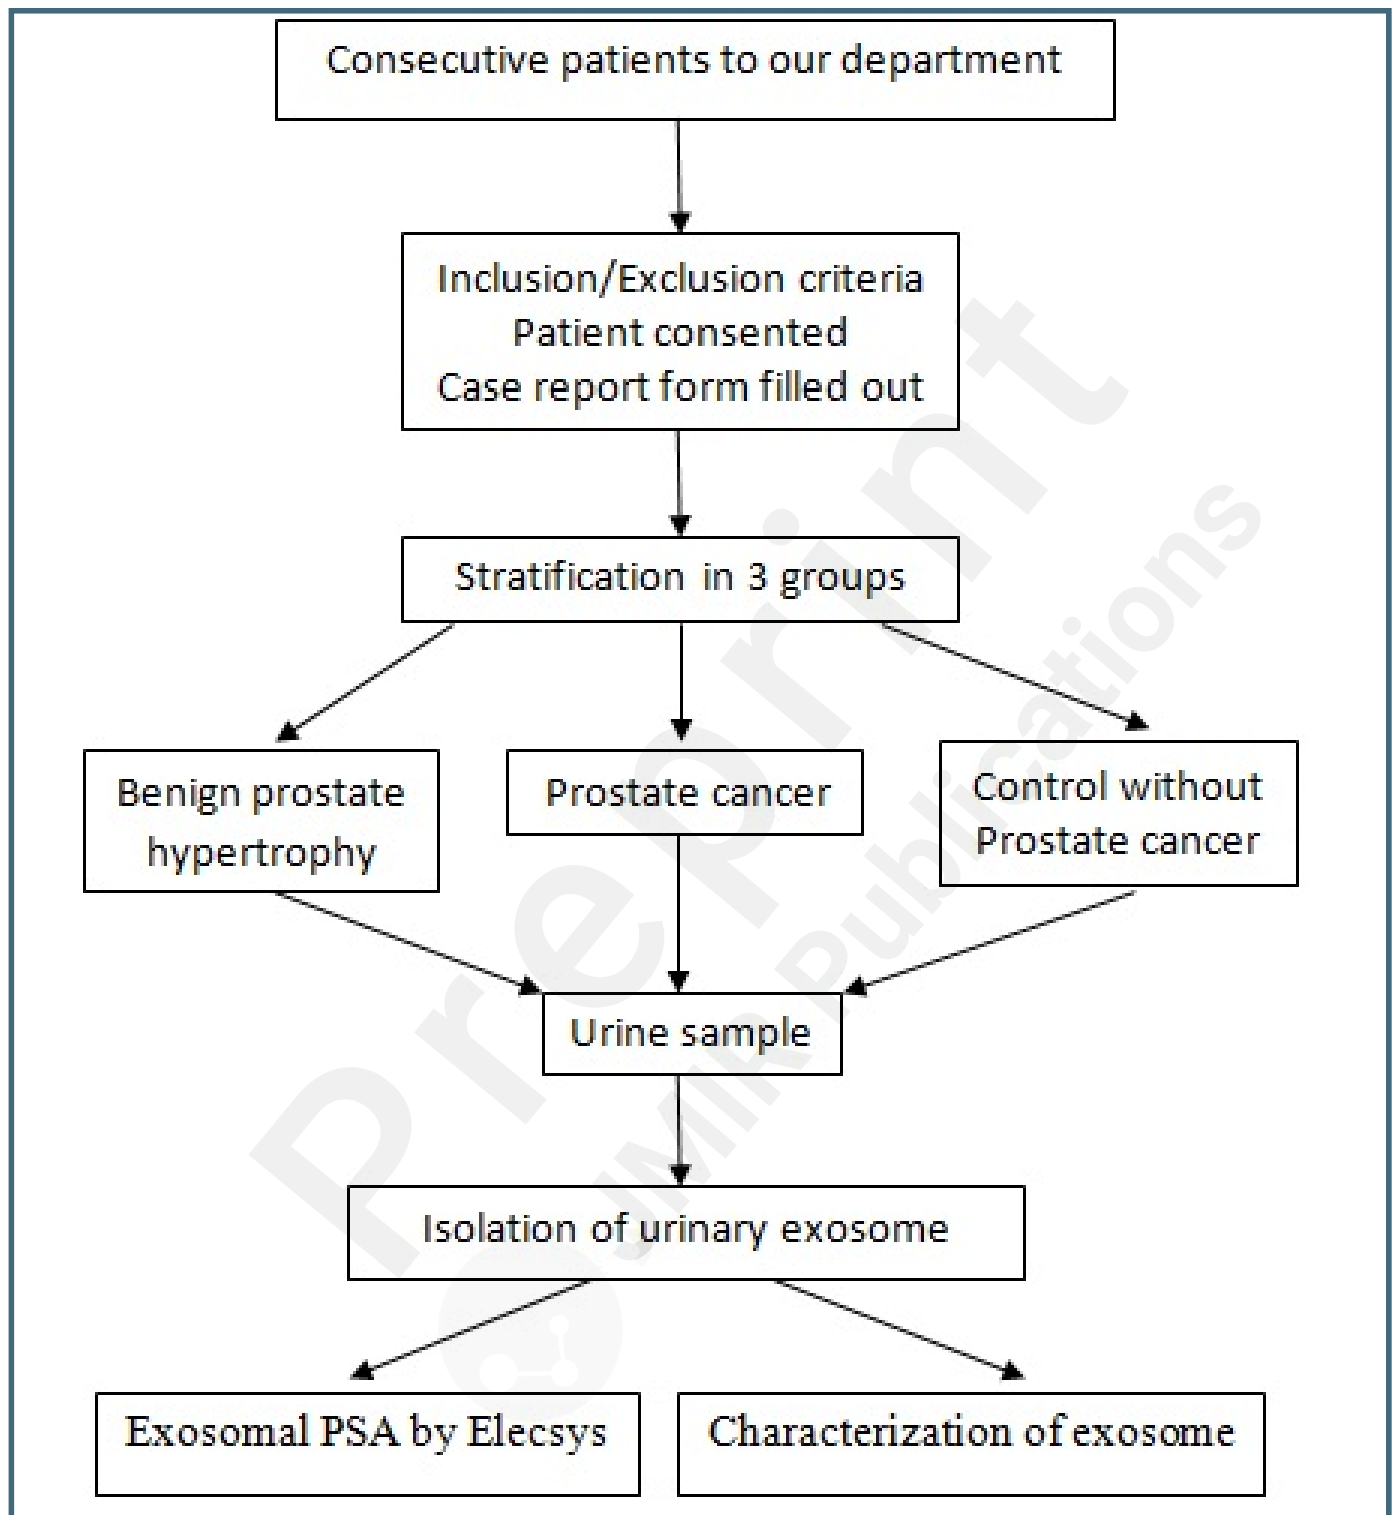 Consecutive patients to our department
Inclusion/Exclusion criteria
Patient consented
Case report form filled out
Stratification in 3 groups
Benign prostate
hypertrophy
Prostate cancer
Control without
Prostate cancer
Urine sample
Isolation of urinary exosome
Exosomal PSA by Elecsys
Characterization of exosome
Preprint
JMIR Publications